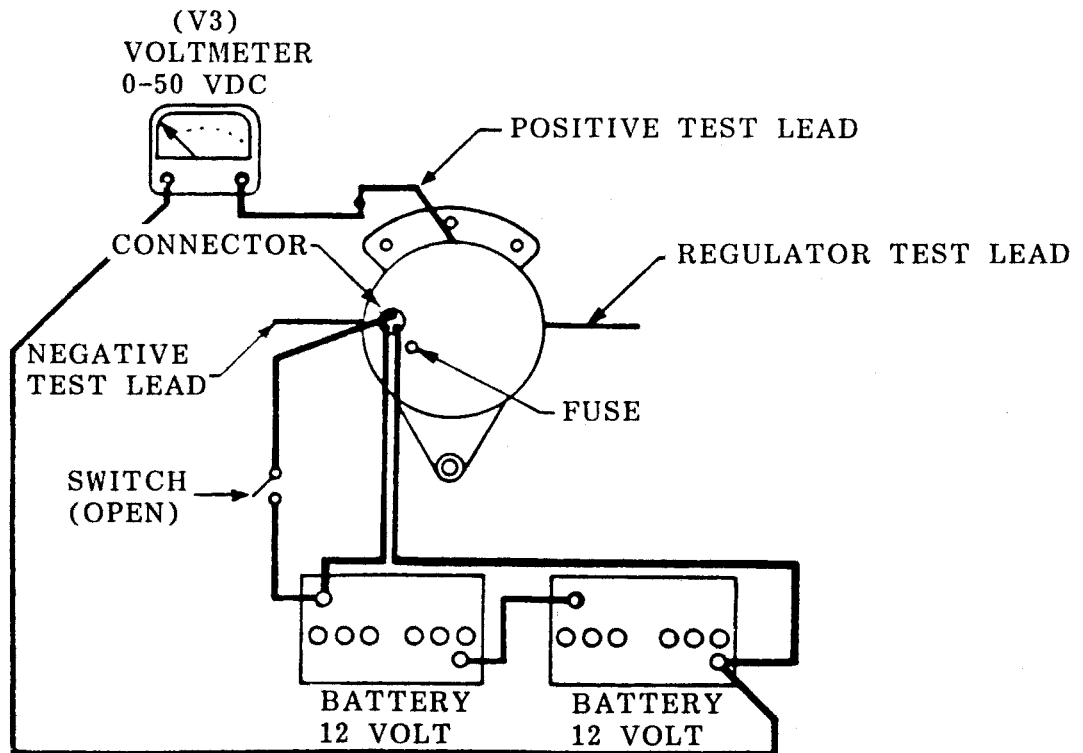 (V3)
VOLTMETER
0-50 VDC
POSITIVE TEST LEAD
CONNECTOR
REGULATOR TEST LEAD
NEGATIVE
TEST LEAD
FUSE
SWITCH
(OPEN)
BATTERY
12 VOLT
BATTERY
12 VOLT